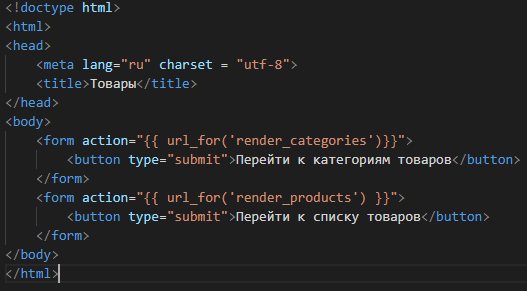 <!doctype html>
<html>
<head>
    <meta lang="ru" charset = "utf-8">
    <title>Товары</title>
</head>
<body>
    <form action="{{ url_for('render_categories')}}">
        <button type="submit">Перейти к категориям товаров</button>
    </form>
    <form action="{{ url_for('render_products') }}">
        <button type="submit">Перейти к списку товаров</button>
    </form>
</body>
</html>